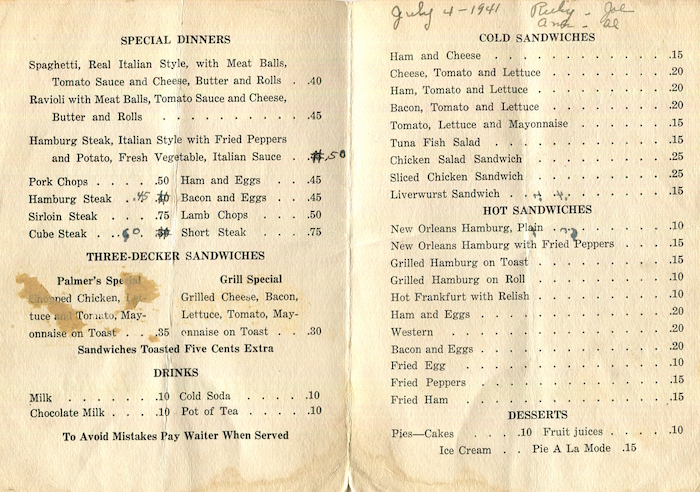 SPECIAL DINNERS
Spaghetti, Real Italian Style, with Meat Balls,
Tomato Sauce and Cheese, Butter and Rolls . .40
Ravioli with Meat Balls, Tomato Sauce and Cheese,
Butter and Rolls . . . . . . . . . . .45
Hamburg Steak, Italian Style with Fried Peppers
and Potato, Fresh Vegetable, Italian Sauce . .50
Pork Chops . . . . .50 Ham and Eggs . . . .45
Hamburg Steak . .45 Bacon and Eggs . . . .45
Sirloin Steak . . . .75 Lamb Chops . . . . .50
Cube Steak . . . 60 Short Steak . . . . .75
THREE-DECKER SANDWICHES
Palmer's Special
Chopped Chicken, Let-
tuce and Tomato, May-
onnaise on Toast . . .35
Grill Special
Grilled Cheese, Bacon,
Lettuce, Tomato, May-
onnaise on Toast . . . .30
Sandwiches Toasted Five Cents Extra
DRINKS
Milk . . . . . . . .10 Cold Soda . . . . . .10
Chocolate Milk . . . . .10 Pot of Tea . . . . . .10
To Avoid Mistakes Pay Waiter When Served
July 4-1941 Ruby - Joe
Ann - Al
COLD SANDWICHES
Ham and Cheese . . . . . . . . . . . .15
Cheese, Tomato and Lettuce . . . . . . . . .20
Ham, Tomato and Lettuce . . . . . . . . . .20
Bacon, Tomato and Lettuce . . . . . . . . .20
Tomato, Lettuce and Mayonnaise . . . . . . . .15
Tuna Fish Salad . . . . . . . . . . . .15
Chicken Salad Sandwich . . . . . . . . . .25
Sliced Chicken Sandwich . . . . . . . . . .25
Liverwurst Sandwich . . . . . . . . . . .15
HOT SANDWICHES
New Orleans Hamburg, Plain . . . . . . . . .10
New Orleans Hamburg with Fried Peppers . . . . .15
Grilled Hamburg on Toast . . . . . . . . . .15
Grilled Hamburg on Roll . . . . . . . . . .10
Hot Frankfurt with Relish . . . . . . . . . .10
Ham and Eggs . . . . . . . . . . . . .20
Western . . . . . . . . . . . . . . .20
Bacon and Eggs . . . . . . . . . . . . .20
Fried Egg . . . . . . . . . . . . . .10
Fried Peppers . . . . . . . . . . . . .15
Fried Ham . . . . . . . . . . . . . .15
DESSERTS
Pies—Cakes . . . . . .10 Fruit juices . . . . . .10
Ice Cream . . Pie A La Mode .15